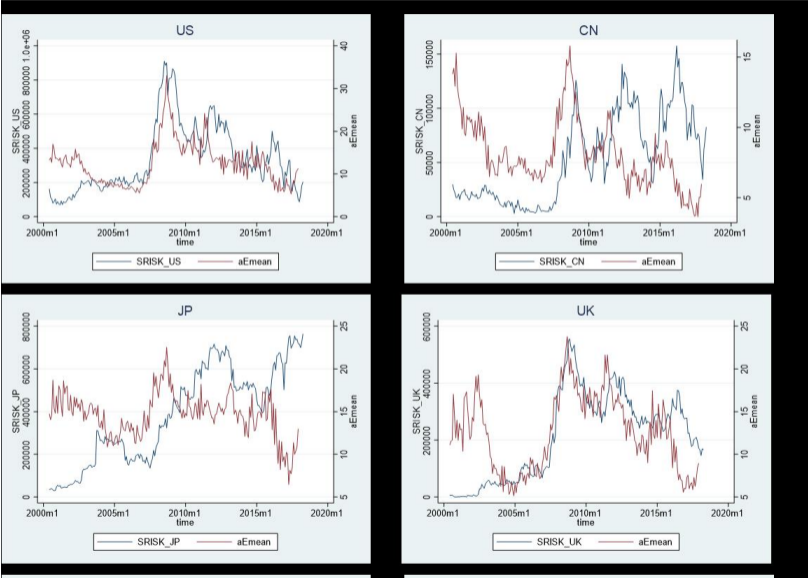 US
SRISK_US
0 200000 400000 600000 800000 1.0e+06
0 10 20 30 40
aEmean
2000m1 2005m1 2010m1 2015m1 2020m1
time
SRISK_US aEmean
CN
SRISK_CN
0 50000 100000 150000
5 10 15
aEmean
2000m1 2005m1 2010m1 2015m1 2020m1
time
SRISK_CN aEmean
JP
SRISK_JP
0 200000 400000 600000 800000
5 10 15 20 25
aEmean
2000m1 2005m1 2010m1 2015m1 2020m1
time
SRISK_JP aEmean
UK
SRISK_UK
0 200000 400000 600000
5 10 15 20 25
aEmean
2000m1 2005m1 2010m1 2015m1 2020m1
time
SRISK_UK aEmean